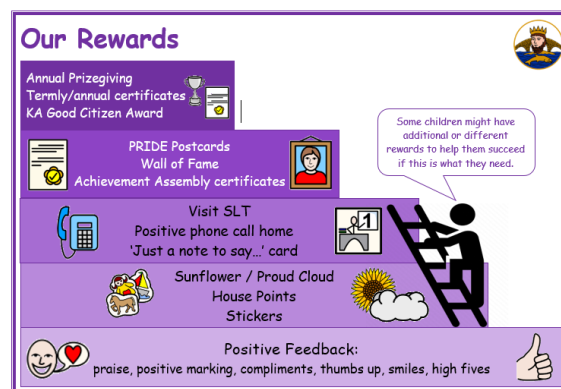 Our Rewards
Annual Prizegiving
Termly/annual certificates
KA Good Citizen Award
Some children might have
additional or different
rewards to help them succeed
if this is what they need.
PRIDE Postcards
Wall of Fame
Achievement Assembly certificates
Visit SLT
Positive phone call home
'Just a note to say...' card
1
Sunflower / Proud Cloud
House Points
Stickers
Positive Feedback:
praise, positive marking, compliments, thumbs up, smiles, high fives